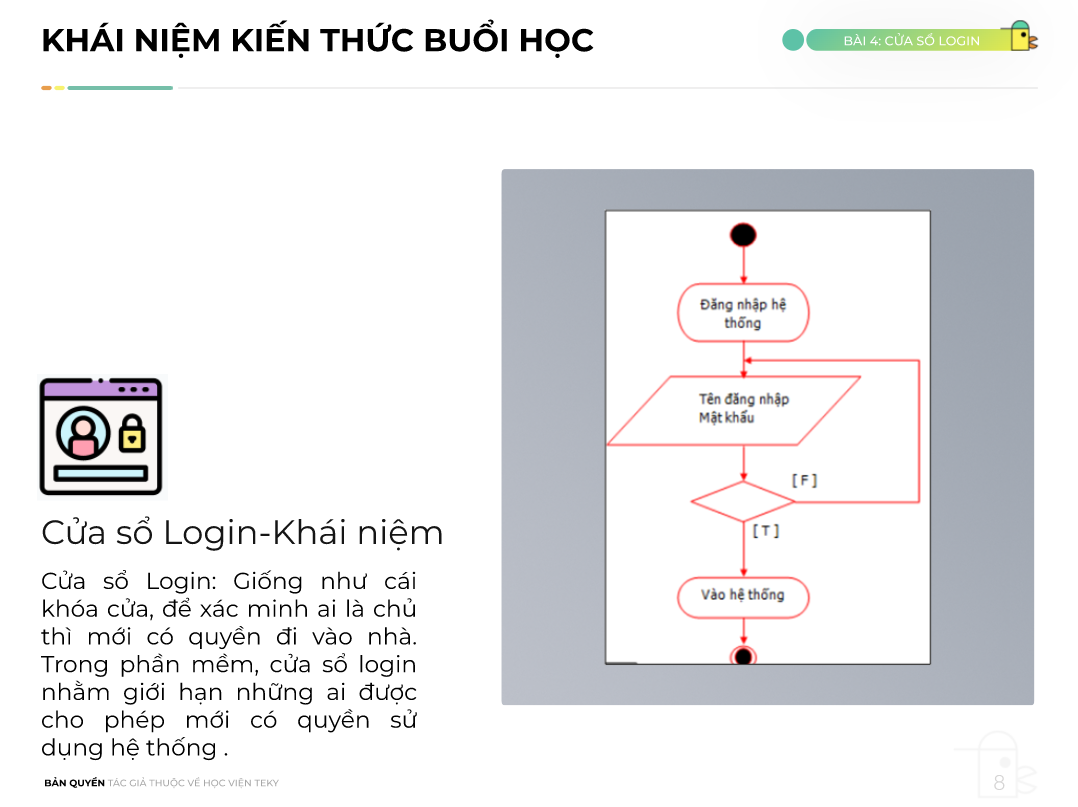 KHÁI NIỆM KIẾN THỨC BUỔI HỌC
BÀI 4: CỬA SỔ LOGIN
Đăng nhập hệ
thống
Tên đăng nhập
Mật khẩu
[ F ]
[ T ]
Vào hệ thống
Cửa sổ Login-Khái niệm
Cửa sổ Login: Giống như cái
khóa cửa, để xác minh ai là chủ
thì mới có quyền đi vào nhà.
Trong phần mềm, cửa sổ login
nhằm giới hạn những ai được
cho phép mới có quyền sử
dụng hệ thống .
BẢN QUYỀN TÁC GIẢ THUỘC VỀ HỌC VIỆN TEKY
8